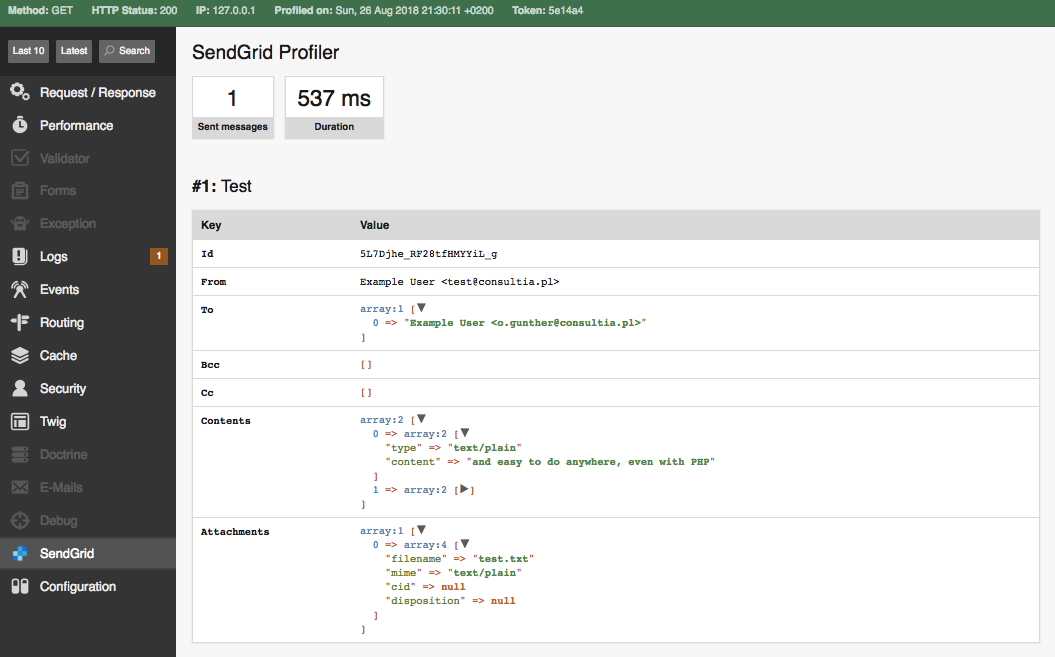 Method: GET HTTP Status: 200 IP: 127.0.0.1 Profiled on: Sun, 26 Aug 2018 21:30:11 +0200 Token: 5e14a4
Last 10 Latest Search
Request / Response
Performance
Validator
Forms
Exception
Logs 1
Events
Routing
Cache
Security
Twig
Doctrine
E-Mails
Debug
SendGrid
Configuration
SendGrid Profiler
1 537 ms
Sent messages Duration
#1: Test
Key Value
Id 5L7Djhe_RF28tfHMYYiL_g
From Example User <test@consultia.pl>
To array:1 [▼
0 => "Example User <o.gunther@consultia.pl>"
]
Bcc []
Cc []
Contents array:2 [▼
0 => array:2 [▼
"type" => "text/plain"
"content" => "and easy to do anywhere, even with PHP"
]
1 => array:2 [▶]
]
Attachments array:1 [▼
0 => array:4 [▼
"filename" => "test.txt"
"mime" => "text/plain"
"cid" => null
"disposition" => null
]
]